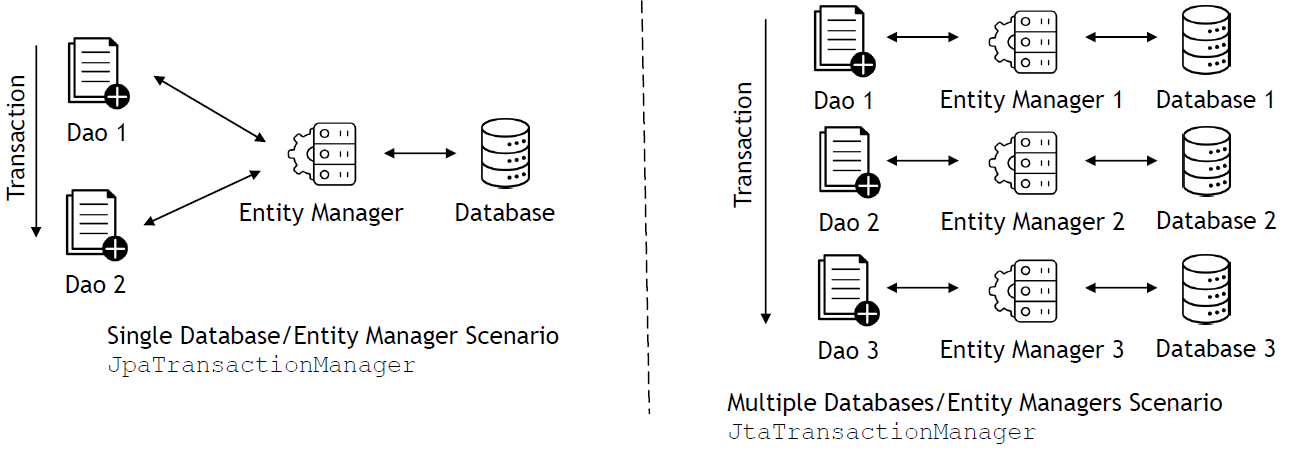 Transaction
Dao 1
Entity Manager
Database
Dao 2
Single Database/Entity Manager Scenario
JpaTransactionManager
Transaction
Dao 1
Entity Manager 1
Database 1
Dao 2
Entity Manager 2
Database 2
Dao 3
Entity Manager 3
Database 3
Multiple Databases/Entity Managers Scenario
JtaTransactionManager